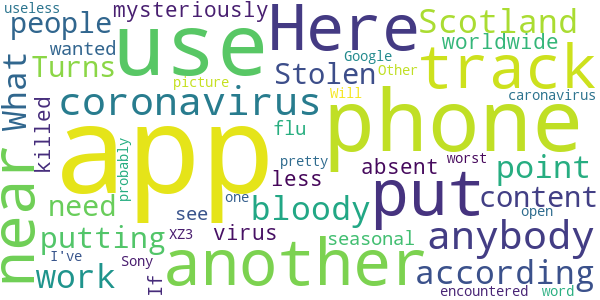 useless mysteriously
people
wanted
Turns
What
use
Here
Stolen
Google
Scotland
worldwide
Other
picture
Will
track
coronavirus
caronavirus
killed
app
flu
phone
near
probably
pretty
absent
worst
less
put
point
need
bloody
see
one
content
open
putting
virus
seasonal
anybody
XZ3
I've
work
If
Sony
another
according
encountered
word